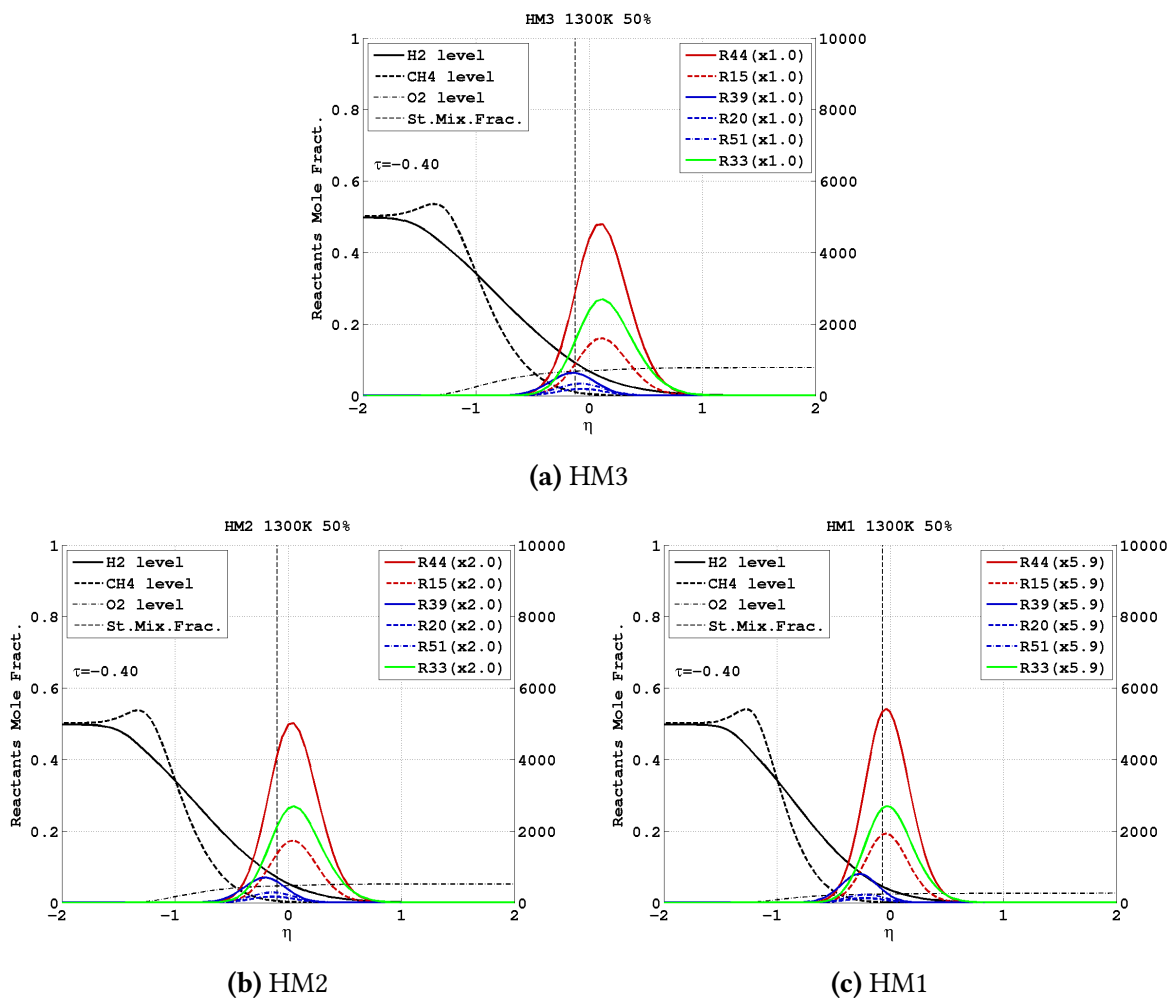 HM3 1300K 50%
Reactants Mole Fract.
1
0.8
0.6
0.4
0.2
0
10000
8000
6000
4000
2000
0
H2 level
CH4 level
O2 level
St.Mix.Frac.
τ=−0.40
R44(x1.0)
R15(x1.0)
R39(x1.0)
R20(x1.0)
R51(x1.0)
R33(x1.0)
−2 −1 0 1 2
η
(a) HM3
HM2 1300K 50%
Reactants Mole Fract.
1
0.8
0.6
0.4
0.2
0
10000
8000
6000
4000
2000
0
H2 level
CH4 level
O2 level
St.Mix.Frac.
τ=−0.40
R44(x2.0)
R15(x2.0)
R39(x2.0)
R20(x2.0)
R51(x2.0)
R33(x2.0)
−2 −1 0 1 2
η
(b) HM2
HM1 1300K 50%
Reactants Mole Fract.
1
0.8
0.6
0.4
0.2
0
10000
8000
6000
4000
2000
0
H2 level
CH4 level
O2 level
St.Mix.Frac.
τ=−0.40
R44(x5.9)
R15(x5.9)
R39(x5.9)
R20(x5.9)
R51(x5.9)
R33(x5.9)
−2 −1 0 1 2
η
(c) HM1